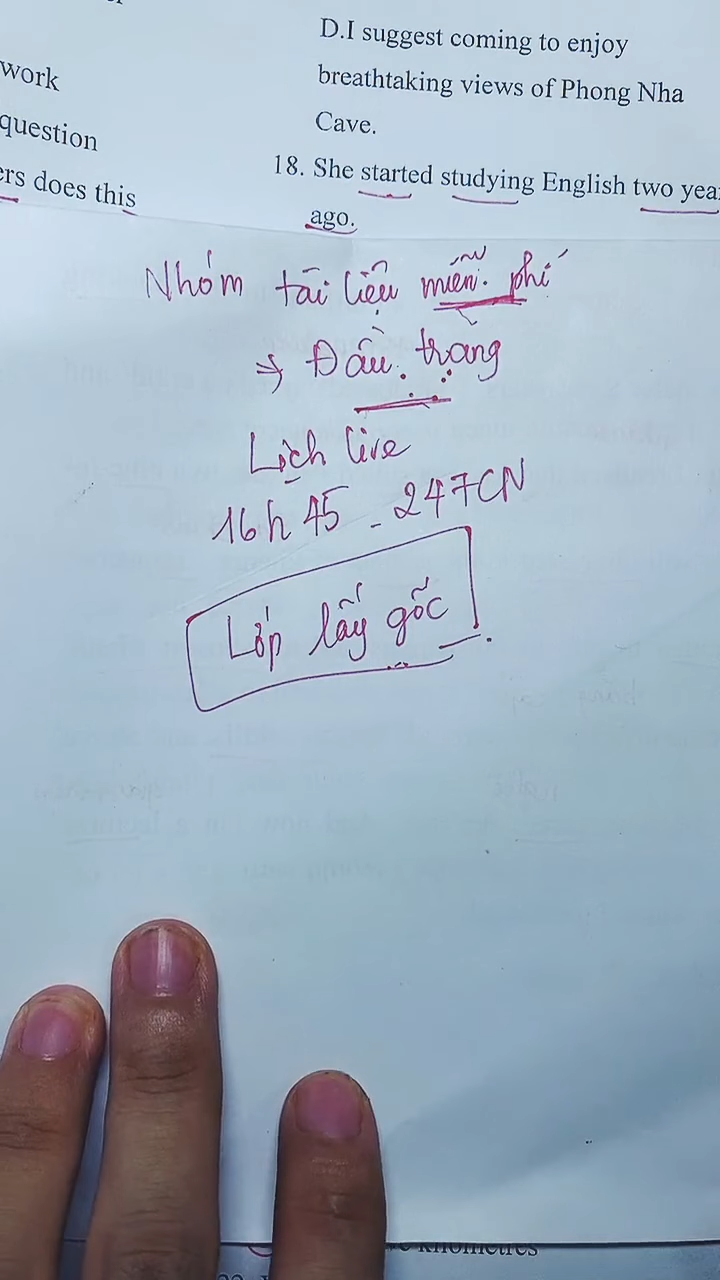 D.I suggest coming to enjoy
breathtaking views of Phong Nha
Cave.
work
question
ers does this
18. She started studying English two yea
ago.
Nhóm tài liệu miễn phí
⇒ Đầu trang
Lịch live
16h45 - 247CN
Lớp lấy gốc
kilometres